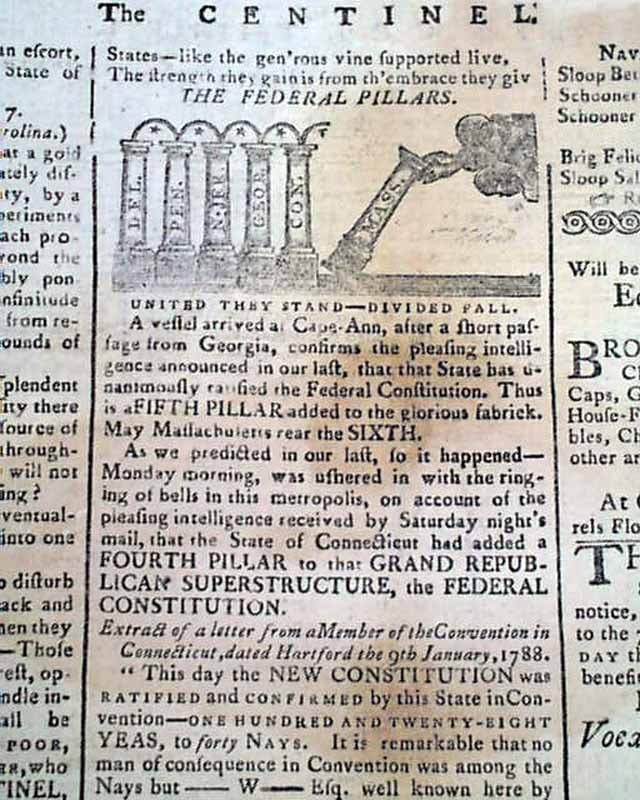 The CENTINEL.
an eſcort,
State of
7.
rolina.)
at a gold
ately diſ-
ty, by a
periments
ach pro-
yond the
bly pon
nfinitude
from re-
ounds of
ſplendent
ity there
ſource of
through-
will not
ing?
ventual-
into one
o diſturb
ack and
hen they
—Thoſe
reſt, op-
ndle in-
all be
POOR,
who
TINEL,
States—like the gen'rous vine ſupported live,
The ſtrength they gain is from th'embrace they giv
THE FEDERAL PILLARS.
DEL.
PEN.
N·JER.
GEOR.
CON.
MASS.
UNITED THEY STAND—DIVIDED FALL.
A veſſel arrived at Cape-Ann, after a ſhort paſ-
ſage from Georgia, confirms the pleaſing intelli-
gence announced in our laſt, that that State has u-
nanimouſly ratified the Federal Conſtitution. Thus
is a FIFTH PILLAR added to the glorious fabrick.
May Maſſachuſetts rear the SIXTH.
As we predicted in our laſt, ſo it happened—
Monday morning, was uſhered in with the ring-
ing of bells in this metropolis, on account of the
pleaſing intelligence received by Saturday night's
mail, that the State of Connecticut had added a
FOURTH PILLAR to that GRAND REPUB-
LICAN SUPERSTRUCTURE, the FEDERAL
CONSTITUTION.
Extract of a letter from a Member of the Convention in
Connecticut, dated Hartford the 9th January, 1788.
" This day the NEW CONSTITUTION was
RATIFIED and CONFIRMED by this State in Con-
vention—ONE HUNDRED AND TWENTY-EIGHT
YEAS, to forty NAYS. It is remarkable that no
man of conſequence in Convention was among the
Nays but —— W—— Eſq. well known here by
NAV
Sloop Bet
Schooner
Schooner
Brig Felic
Sloop Sal
Will be
BRO
Caps, G
Houſe-F
bles, Ch
other ar
At
rels Flo
notice,
to the
DAY th
benefi
Voca